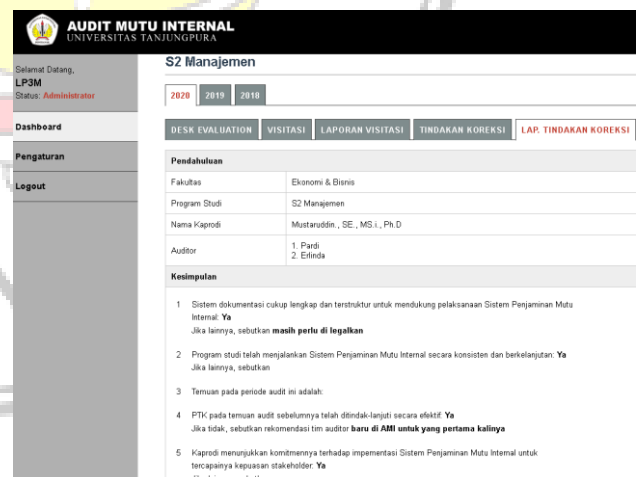 AUDIT MUTU INTERNAL
UNIVERSITAS TANJUNGPURA
Selamat Datang,
LP3M
Status: Administrator
Dashboard
Pengaturan
Logout
S2 Manajemen
2020 2019 2018
DESK EVALUATION VISITASI LAPORAN VISITASI TINDAKAN KOREKSI LAP. TINDAKAN KOREKSI
Pendahuluan
Fakultas Ekonomi & Bisnis
Program Studi S2 Manajemen
Nama Kaprodi Mustaruddin., SE., MS.i., Ph.D
Auditor 1. Pardi
2. Erlinda
Kesimpulan
1 Sistem dokumentasi cukup lengkap dan terstruktur untuk mendukung pelaksanaan Sistem Penjaminan Mutu
Internal: Ya
Jika lainnya, sebutkan masih perlu di legalkan
2 Program studi telah menjalankan Sistem Penjaminan Mutu Internal secara konsisten dan berkelanjutan: Ya
Jika lainnya, sebutkan
3 Temuan pada periode audit ini adalah:
4 PTK pada temuan audit sebelumnya telah ditindak-lanjuti secara efektif: Ya
Jika tidak, sebutkan rekomendasi tim auditor baru di AMI untuk yang pertama kalinya
5 Kaprodi menunjukkan komitmennya terhadap impementasi Sistem Penjaminan Mutu Internal untuk
tercapainya kepuasan stakeholder: Ya